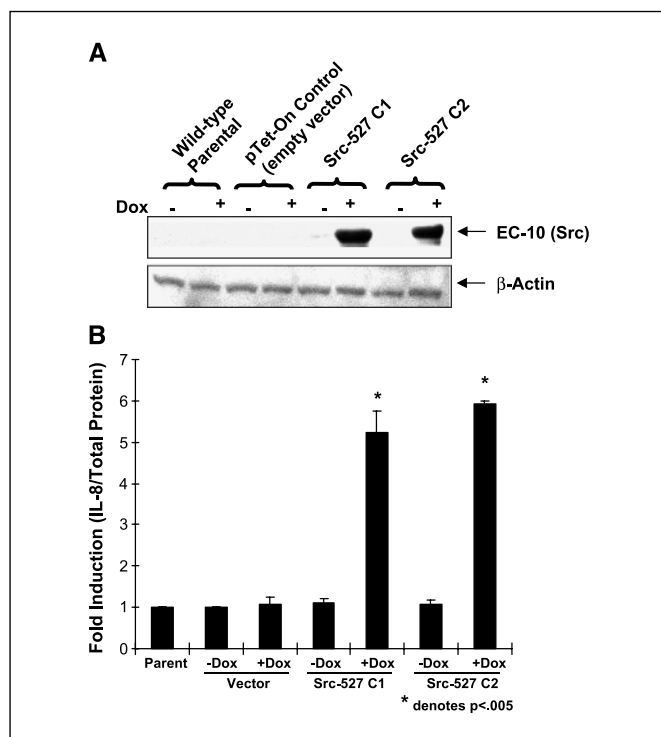 A
Wild-type
Parental
pTet-On Control
(empty vector)
Src-527 C1
Src-527 C2
Dox - + - + - + - +
EC-10 (Src)
β-Actin
B
Fold Induction (IL-8/Total Protein)
7
6
5
4
3
2
1
0
* *
Parent -Dox +Dox -Dox +Dox -Dox +Dox
Vector Src-527 C1 Src-527 C2
* denotes p<.005